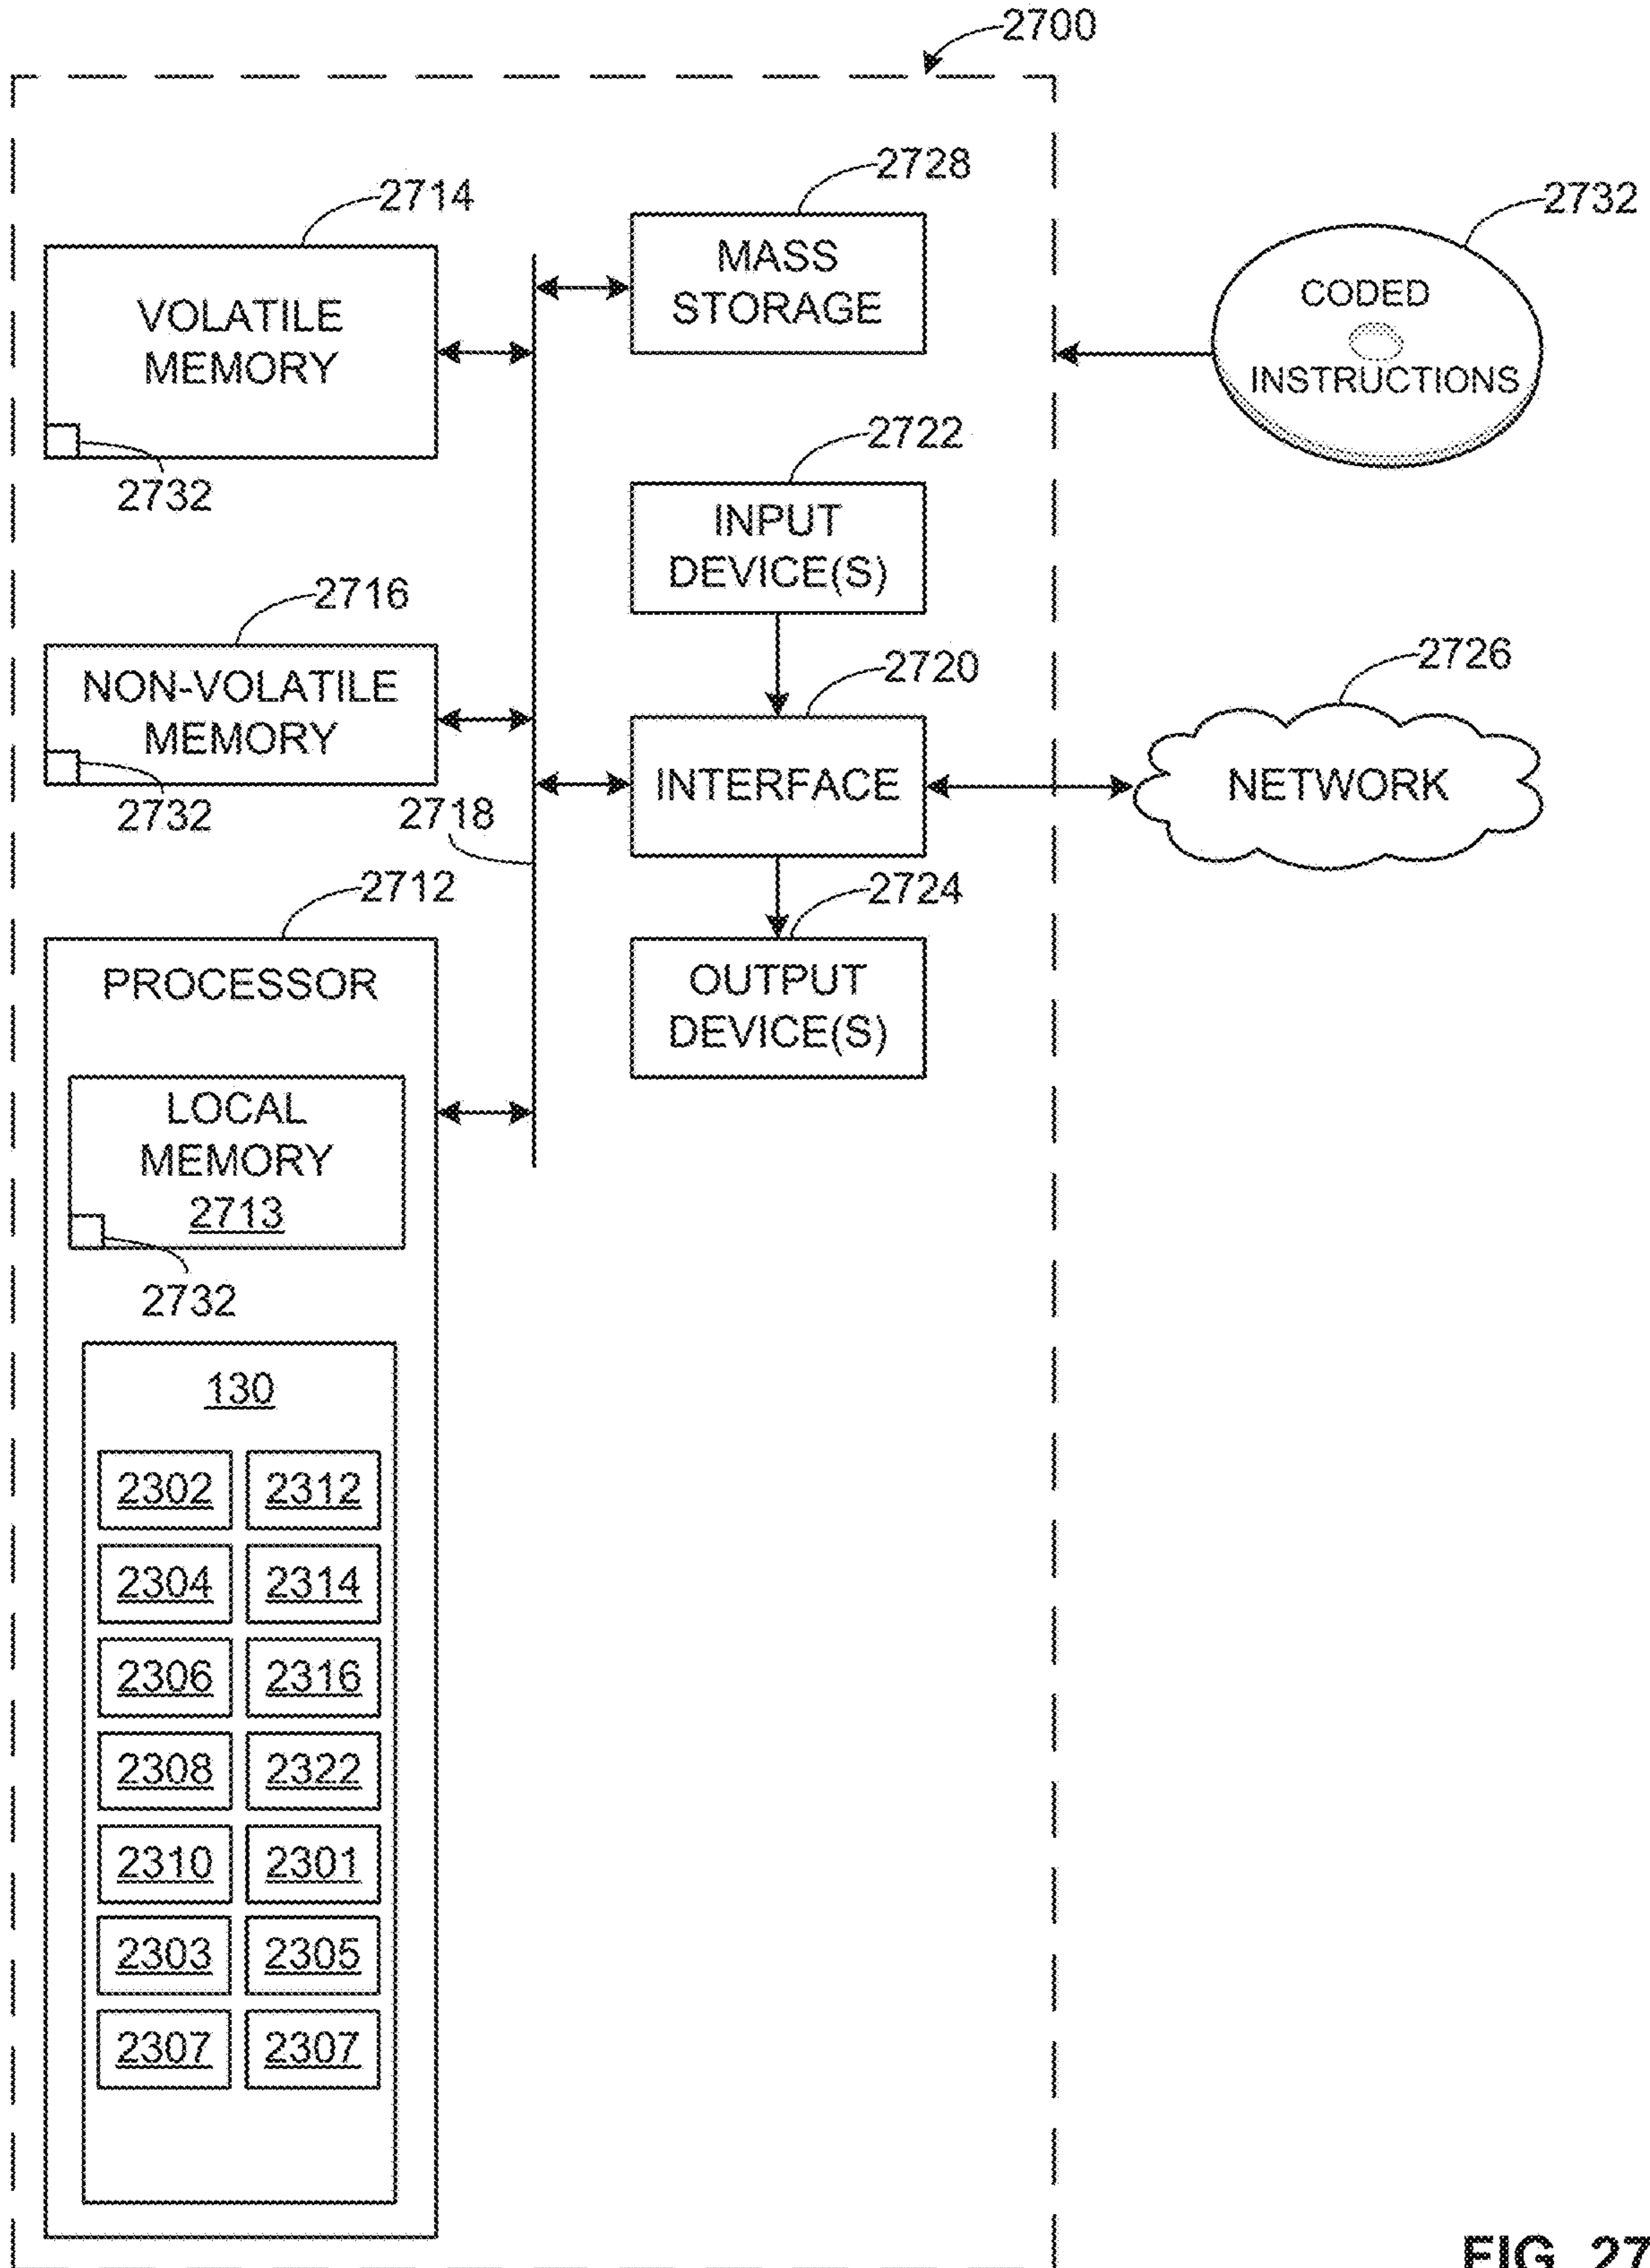 2700
2728
2714
2732
MASS
STORAGE
VOLATILE
MEMORY
CODED
INSTRUCTIONS
2732
2722
INPUT
DEVICE(S)
2716
2720
2726
NON-VOLATILE
MEMORY
INTERFACE
NETWORK
2732
2718
2712
2724
PROCESSOR
OUTPUT
DEVICE(S)
LOCAL
MEMORY
2713
2732
130
2302 2312
2304 2314
2306 2316
2308 2322
2310 2301
2303 2305
2307 2307
FIG. 27